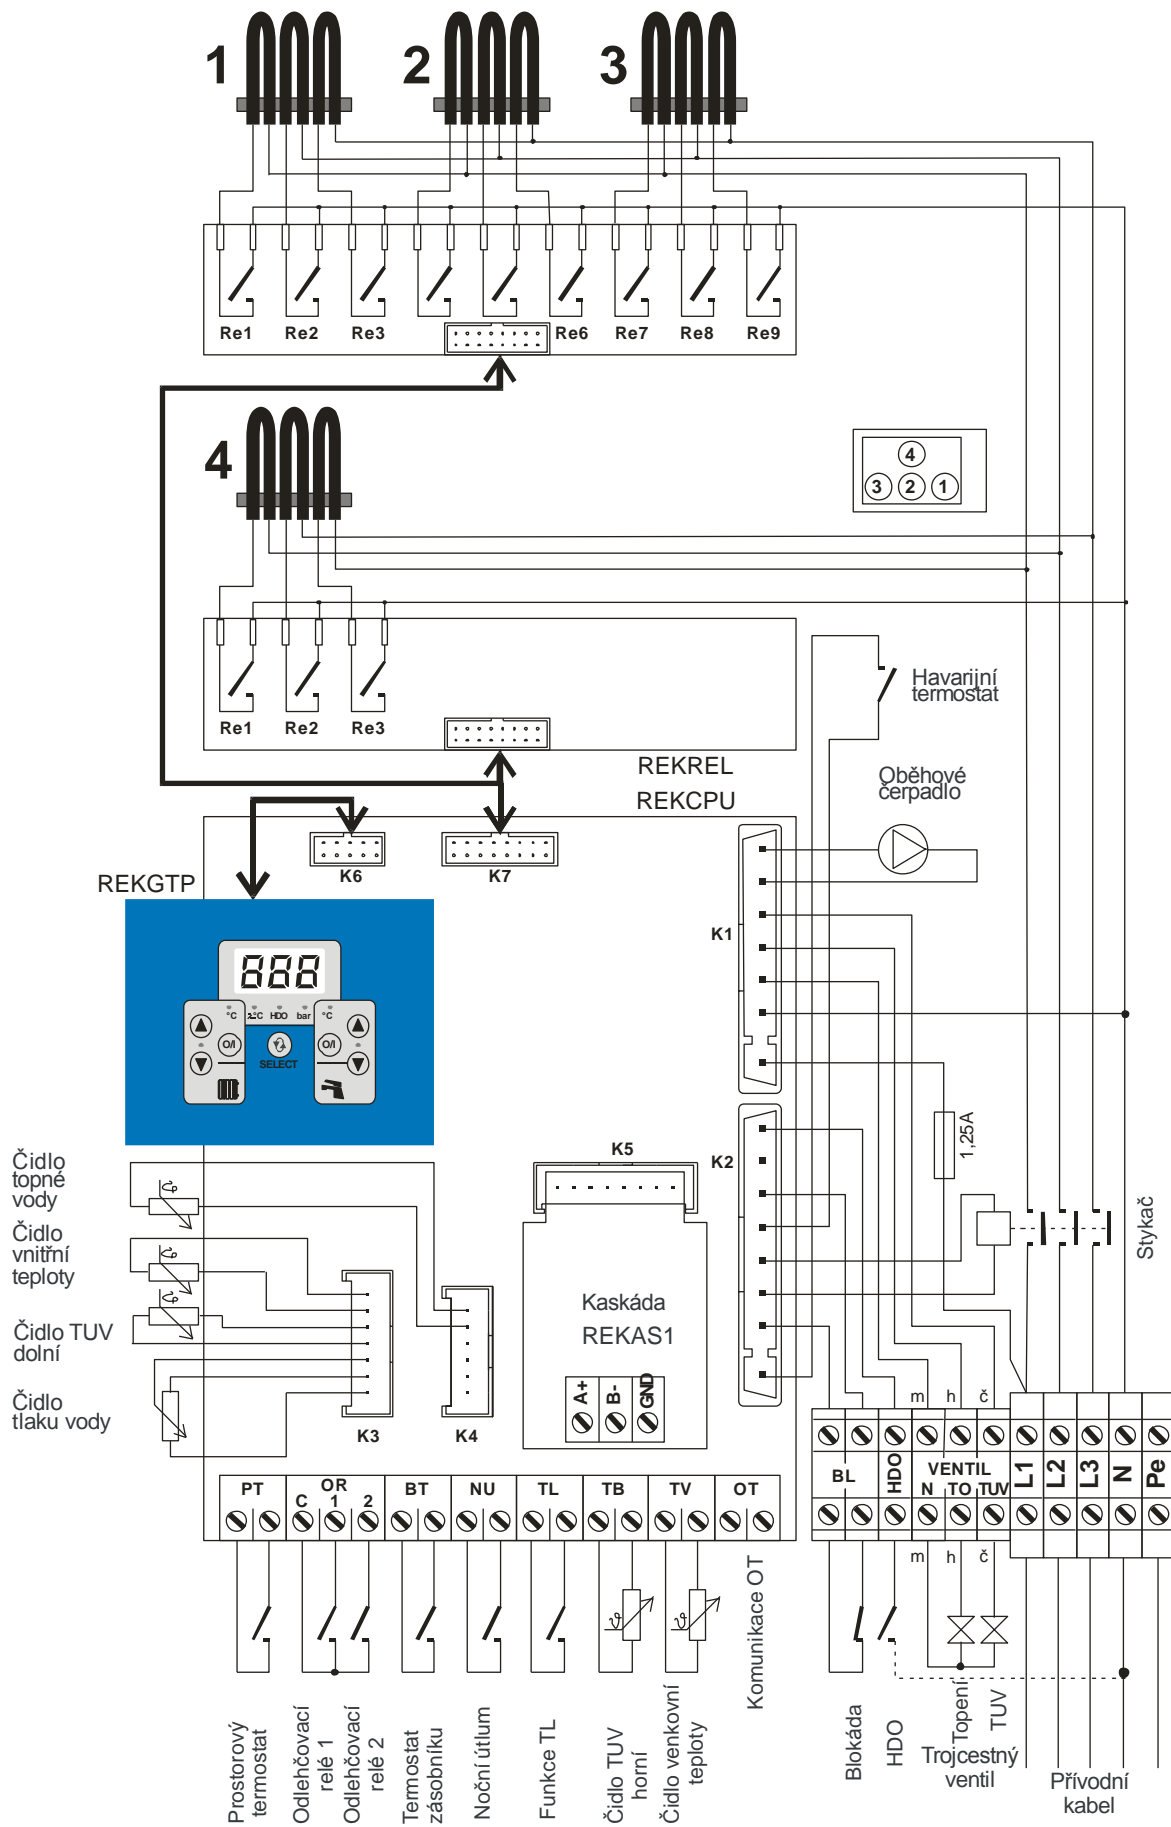 1
2
3
Re1
Re2
Re3
Re6
Re7
Re8
Re9
4
4
3
2
1
Havarijní
termostat
Re1
Re2
Re3
REKREL
REKCPU
Oběhové
čerpadlo
K6
K7
REKGTP
K1
°C
°C
HDO
bar
°C
O/I
O/I
SELECT
1,25A
K5
K2
Čidlo
topné
vody
Čidlo
vnitřní
teploty
Čidlo TUV
dolní
Čidlo
tlaku vody
Stykač
Kaskáda
REKAS1
A+
B-
GND
K3
K4
m
h
č
PT
OR
C
1
2
BT
NU
TL
TB
TV
OT
BL
HDO
VENTIL
N
TO
TUV
L1
L2
L3
N
Pe
m
h
č
Prostorový
termostat
Odlehčovací
relé 1
Odlehčovací
relé 2
Termostat
zásobníku
Noční útlum
Funkce TL
Čidlo TUV
horní
Čidlo venkovní
teploty
Komunikace OT
Blokáda
HDO
Topení
TUV
Trojcestný
ventil
Přívodní
kabel